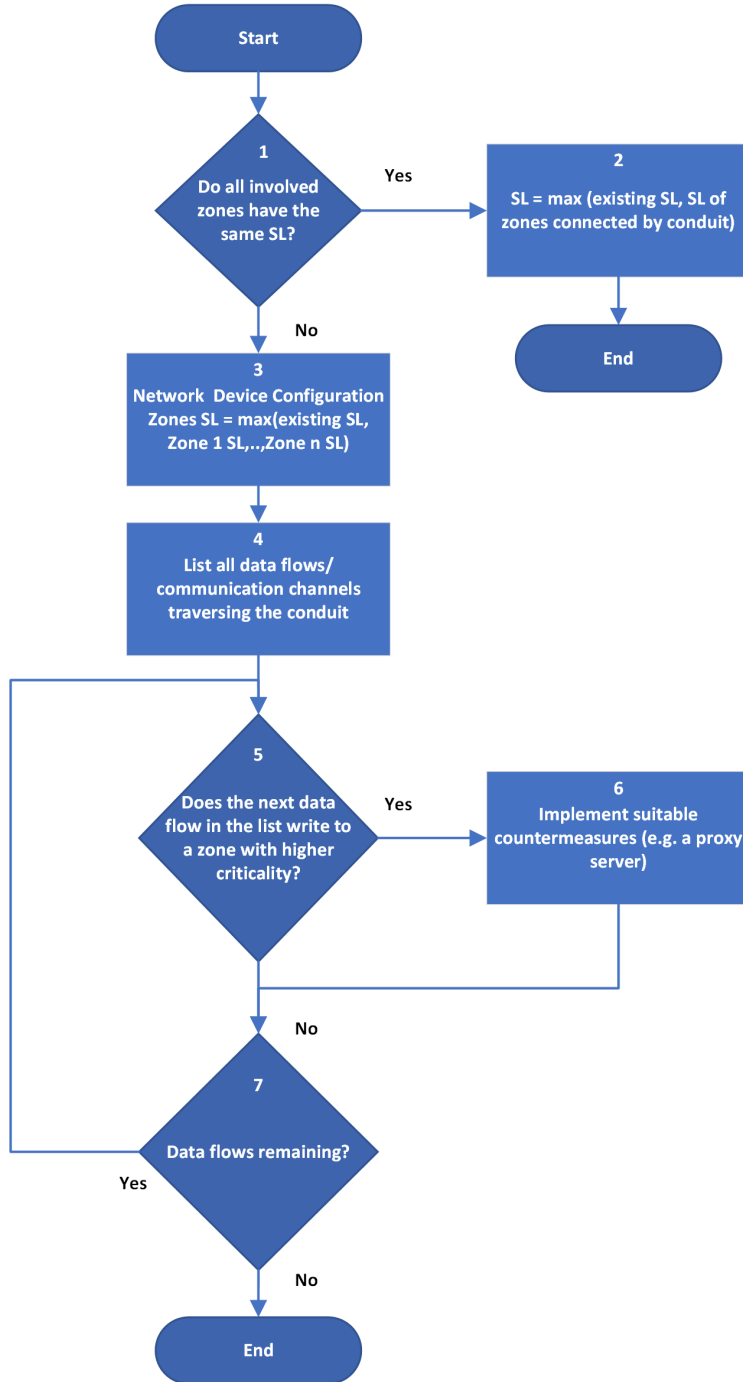 Start
1
Do all involved
zones have the
same SL?
Yes
2
SL = max (existing SL, SL of
zones connected by conduit)
End
No
3
Network Device Configuration
Zones SL = max(existing SL,
Zone 1 SL,..,Zone n SL)
4
List all data flows/
communication channels
traversing the conduit
5
Does the next data
flow in the list write to
a zone with higher
criticality?
Yes
6
Implement suitable
countermeasures (e.g. a proxy
server)
No
7
Data flows remaining?
Yes
No
End